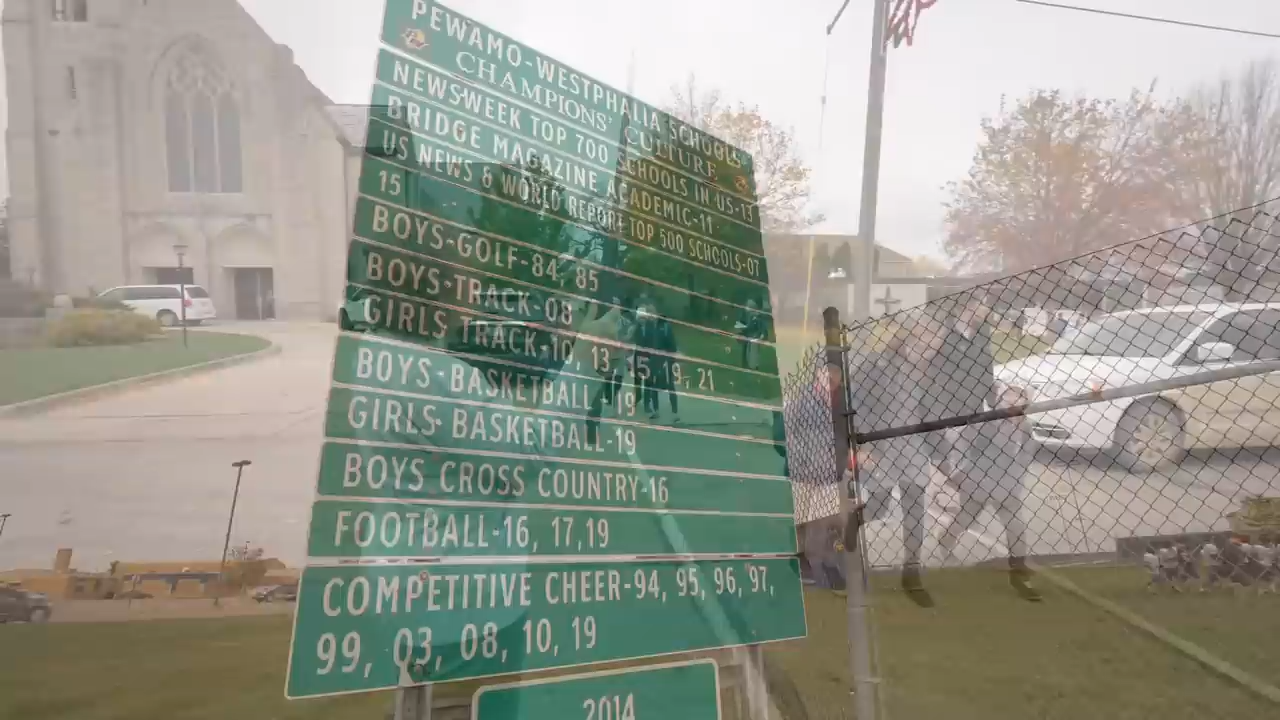 PEWAMO-WESTPHALIA SCHOOLS
CHAMPIONS' CULTURE
NEWSWEEK TOP 700 SCHOOLS IN US-13
BRIDGE MAGAZINE ACADEMIC-11
US NEWS & WORLD REPORT TOP 500 SCHOOLS-07
15
BOYS-GOLF-84, 85
BOYS-TRACK-08
GIRLS TRACK-10, 13, 15, 19, 21
BOYS-BASKETBALL -19
GIRLS-BASKETBALL-19
BOYS CROSS COUNTRY-16
FOOTBALL-16, 17,19
COMPETITIVE CHEER-94, 95, 96, 97,
99, 03, 08, 10, 19
2014